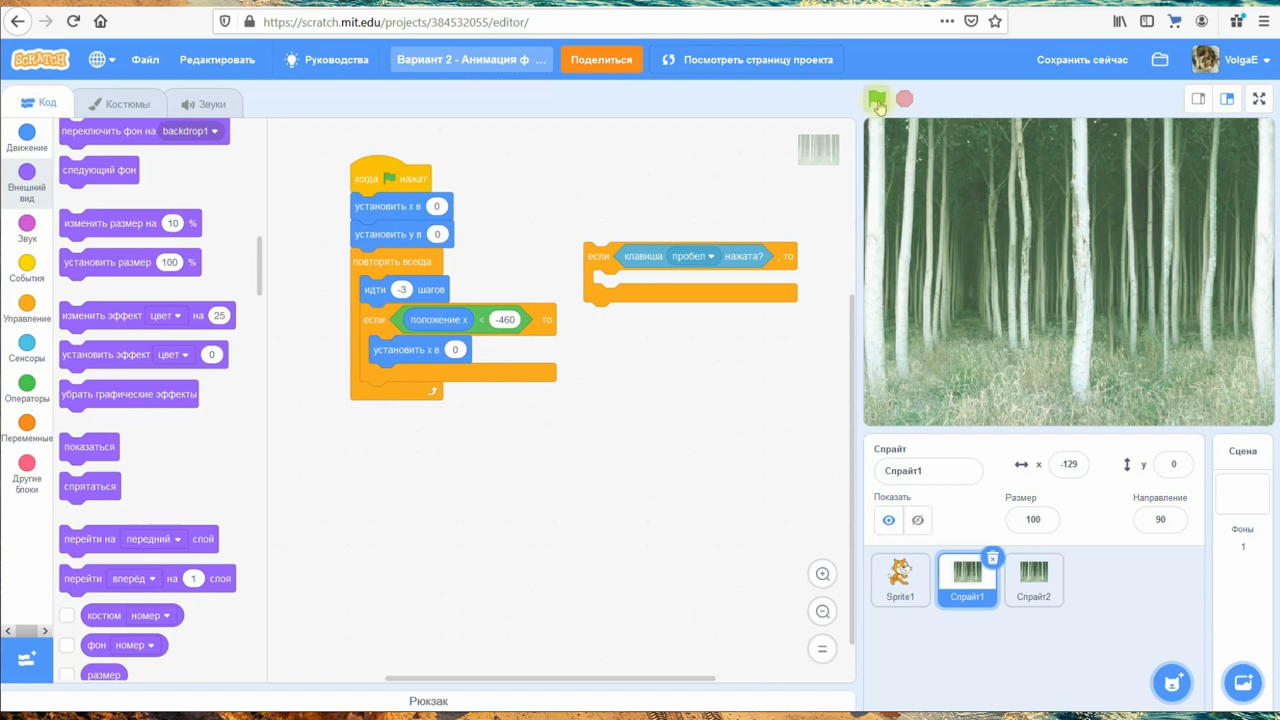 https://scratch.mit.edu/projects/384532055/editor/
SCRATCH
Файл
Редактировать
Руководства
Вариант 2 - Анимация ф ...
Поделиться
Посмотреть страницу проекта
Сохранить сейчас
VolgaE
Код
Костюмы
Звуки
Движение
Внешний вид
Звук
События
Управление
Сенсоры
Операторы
Переменные
Другие блоки
переключить фон на backdrop1
следующий фон
изменить размер на 10 %
установить размер 100 %
изменить эффект цвет на 25
установить эффект цвет 0
убрать графические эффекты
показаться
спрятаться
перейти на передний слой
перейти вперёд на 1 слоя
костюм номер
фон номер
размер
когда нажат
установить x в 0
установить y в 0
повторять всегда
идти -3 шагов
если положение x < -460 , то
установить x в 0
если клавиша пробел нажата? , то
Рюкзак
Спрайт
Спрайт1
x -129
y 0
Показать
Размер
100
Направление
90
Sprite1
Спрайт1
Спрайт2
Сцена
Фоны
1